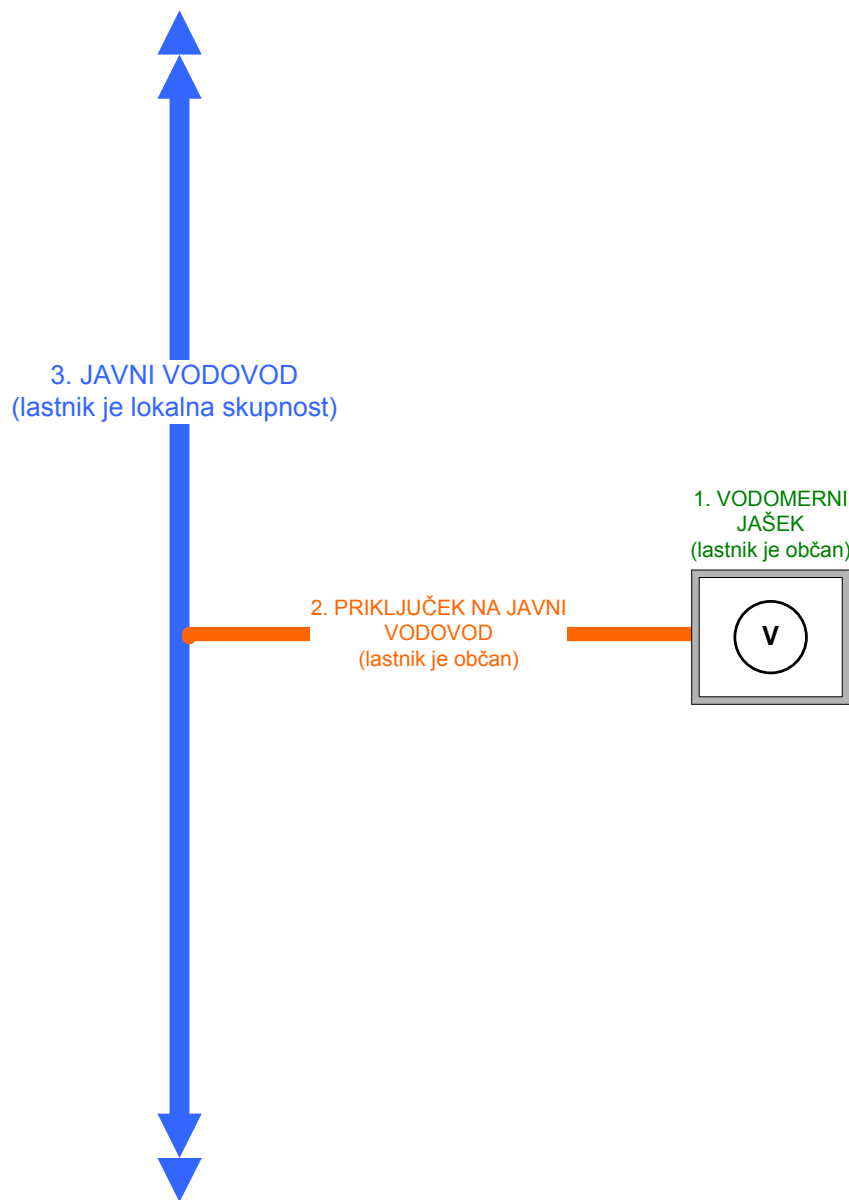 3. JAVNI VODOVOD
(lastnik je lokalna skupnost)
1. VODOMERNI
JAŠEK
(lastnik je občan)
2. PRIKLJUČEK NA JAVNI
VODOVOD
(lastnik je občan)
V